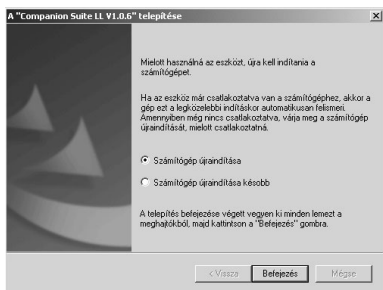 A "Companion Suite LL V1.0.6" telepítése
Mielott használná az eszközt, újra kell indítania a
számítógépet.
Ha az eszköz már csatlakoztatva van a számítógéphez, akkor a
gép ezt a legközelebbi indításkor automatikusan felismeri.
Amennyiben még nincs csatlakoztatva, várja meg a számítógép
újraindítását, mielott csatlakoztatná.
Számítógép újraindítása
Számítógép újraindítása késobb
A telepítés befejezése végett vegyen ki minden lemezt a
meghajtókból, majd kattintson a "Befejezés" gombra.
< Vissza
Befejezés
Mégse